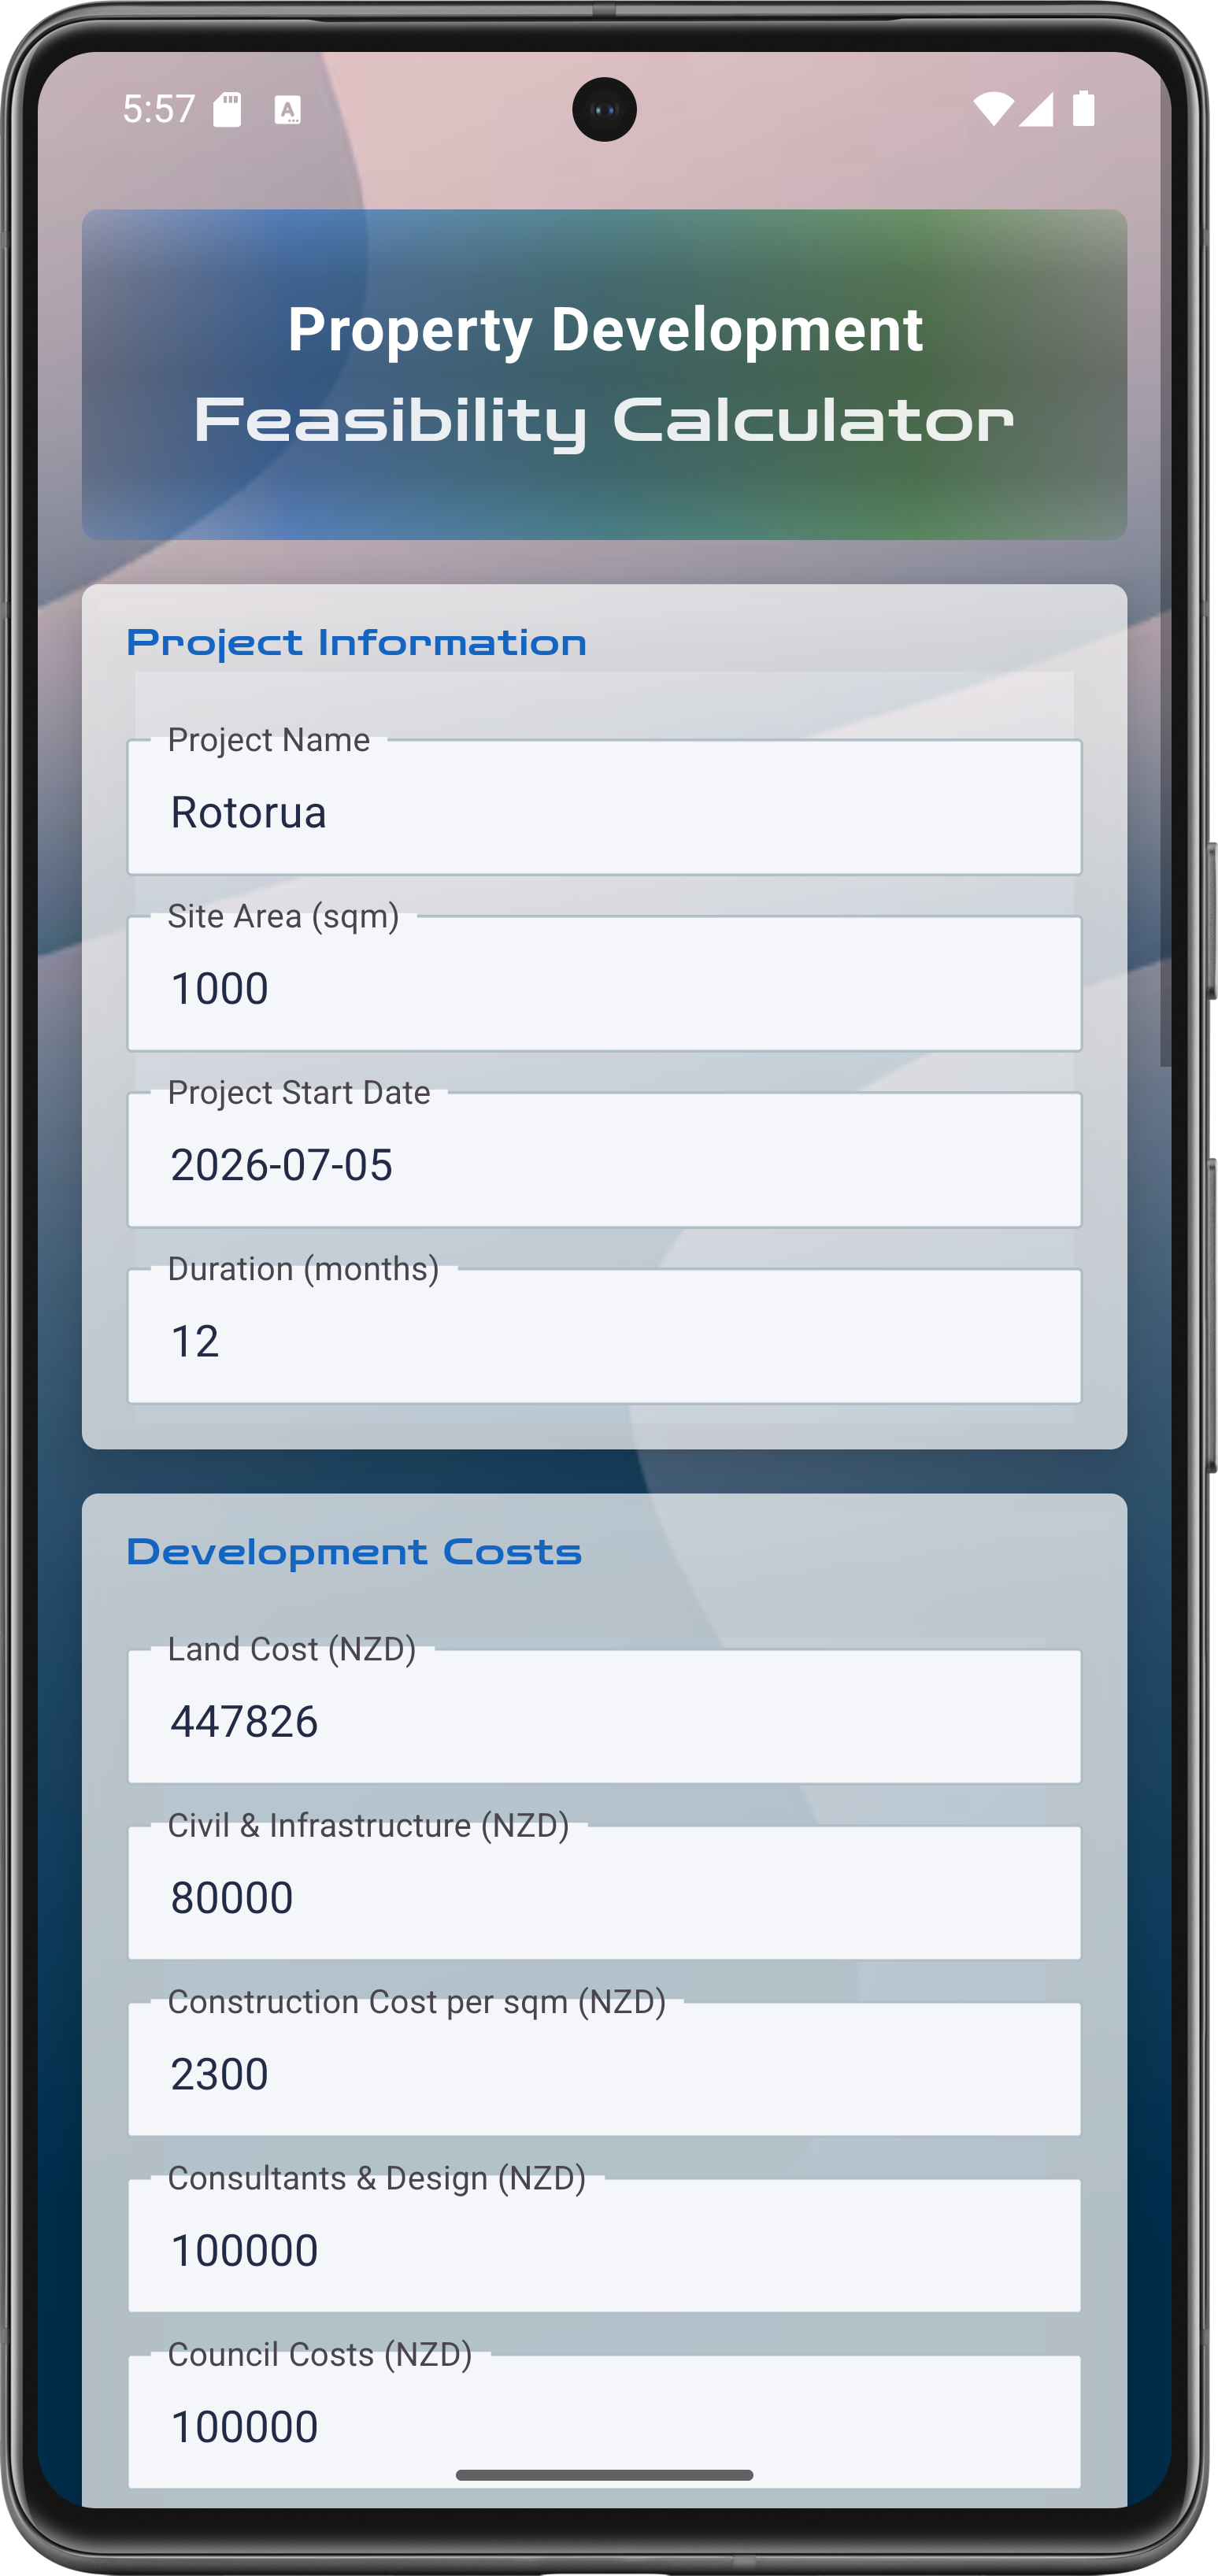 5:57
A
Property Development
Feasibility Calculator
Project Information
Project Name
Rotorua
Site Area (sqm)
1000
Project Start Date
2026-07-05
Duration (months)
12
Development Costs
Land Cost (NZD)
447826
Civil & Infrastructure (NZD)
80000
Construction Cost per sqm (NZD)
2300
Consultants & Design (NZD)
100000
Council Costs (NZD)
100000